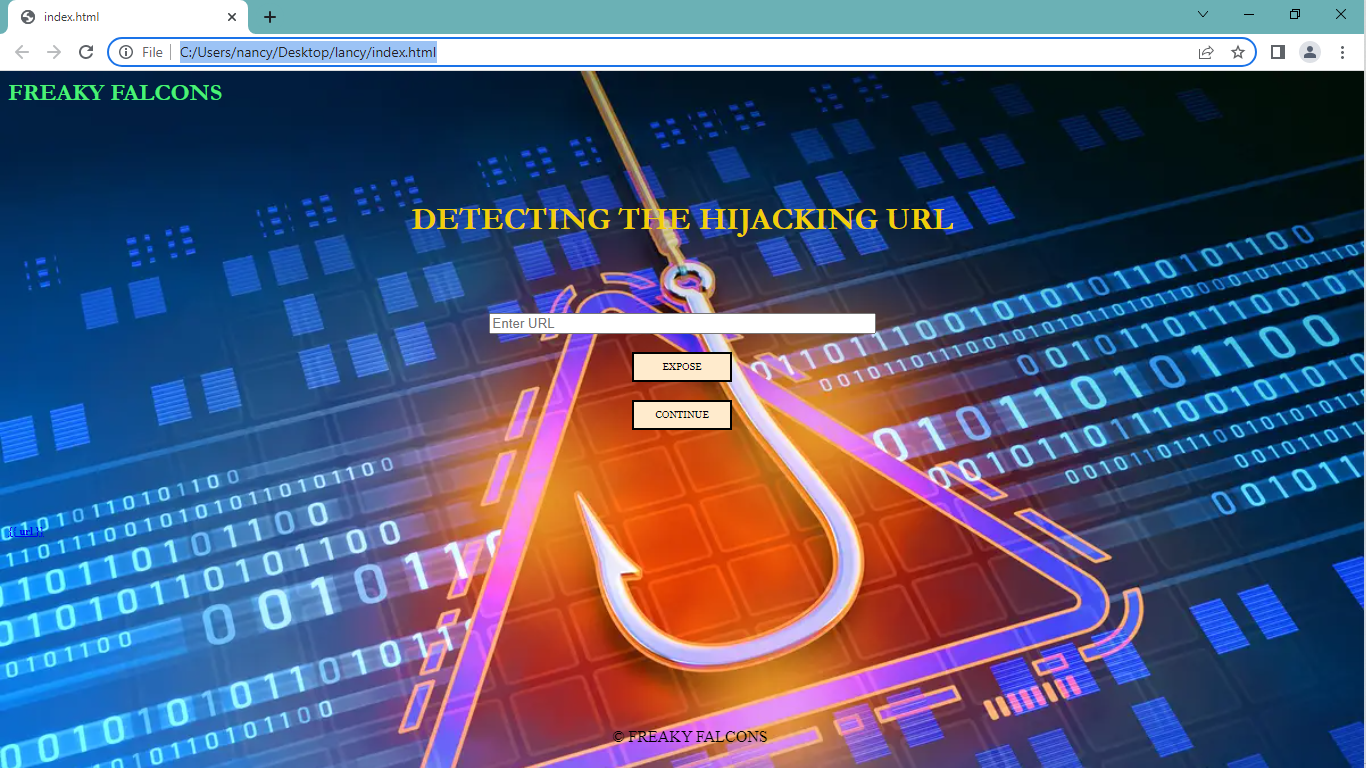 index.html
File
C:/Users/nancy/Desktop/lancy/index.html
FREAKY FALCONS
DETECTING THE HIJACKING URL
Enter URL
EXPOSE
CONTINUE
{{ url }}
© FREAKY FALCONS